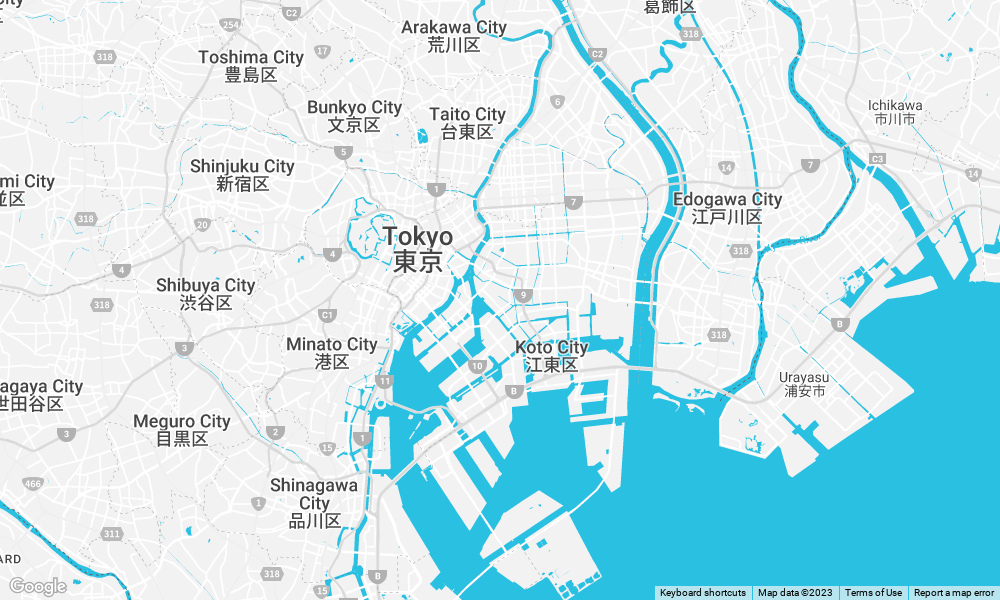 葛飾区
318
C2
254
Arakawa City
荒川区
17
C2
318
Toshima City
豊島区
6
Ichikawa
市川市
Bunkyo City
文京区
Taito City
台東区
5
C3
14
7
14
Shinjuku City
新宿区
mi City
並区
1
7
Edogawa City
江戸川区
318
20
Tokyo
東京
318
4
4
Shibuya City
渋谷区
318
9
C1
B
318
Minato City
港区
3
Koto City
江東区
10
11
B
Urayasu
浦安市
agaya City
世田谷区
Meguro City
目黒区
3
2
1
15
466
Shinagawa
City
品川区
1
311
ARD
318
B
15
Google
Keyboard shortcuts
Map data ©2023
Terms of Use
Report a map error